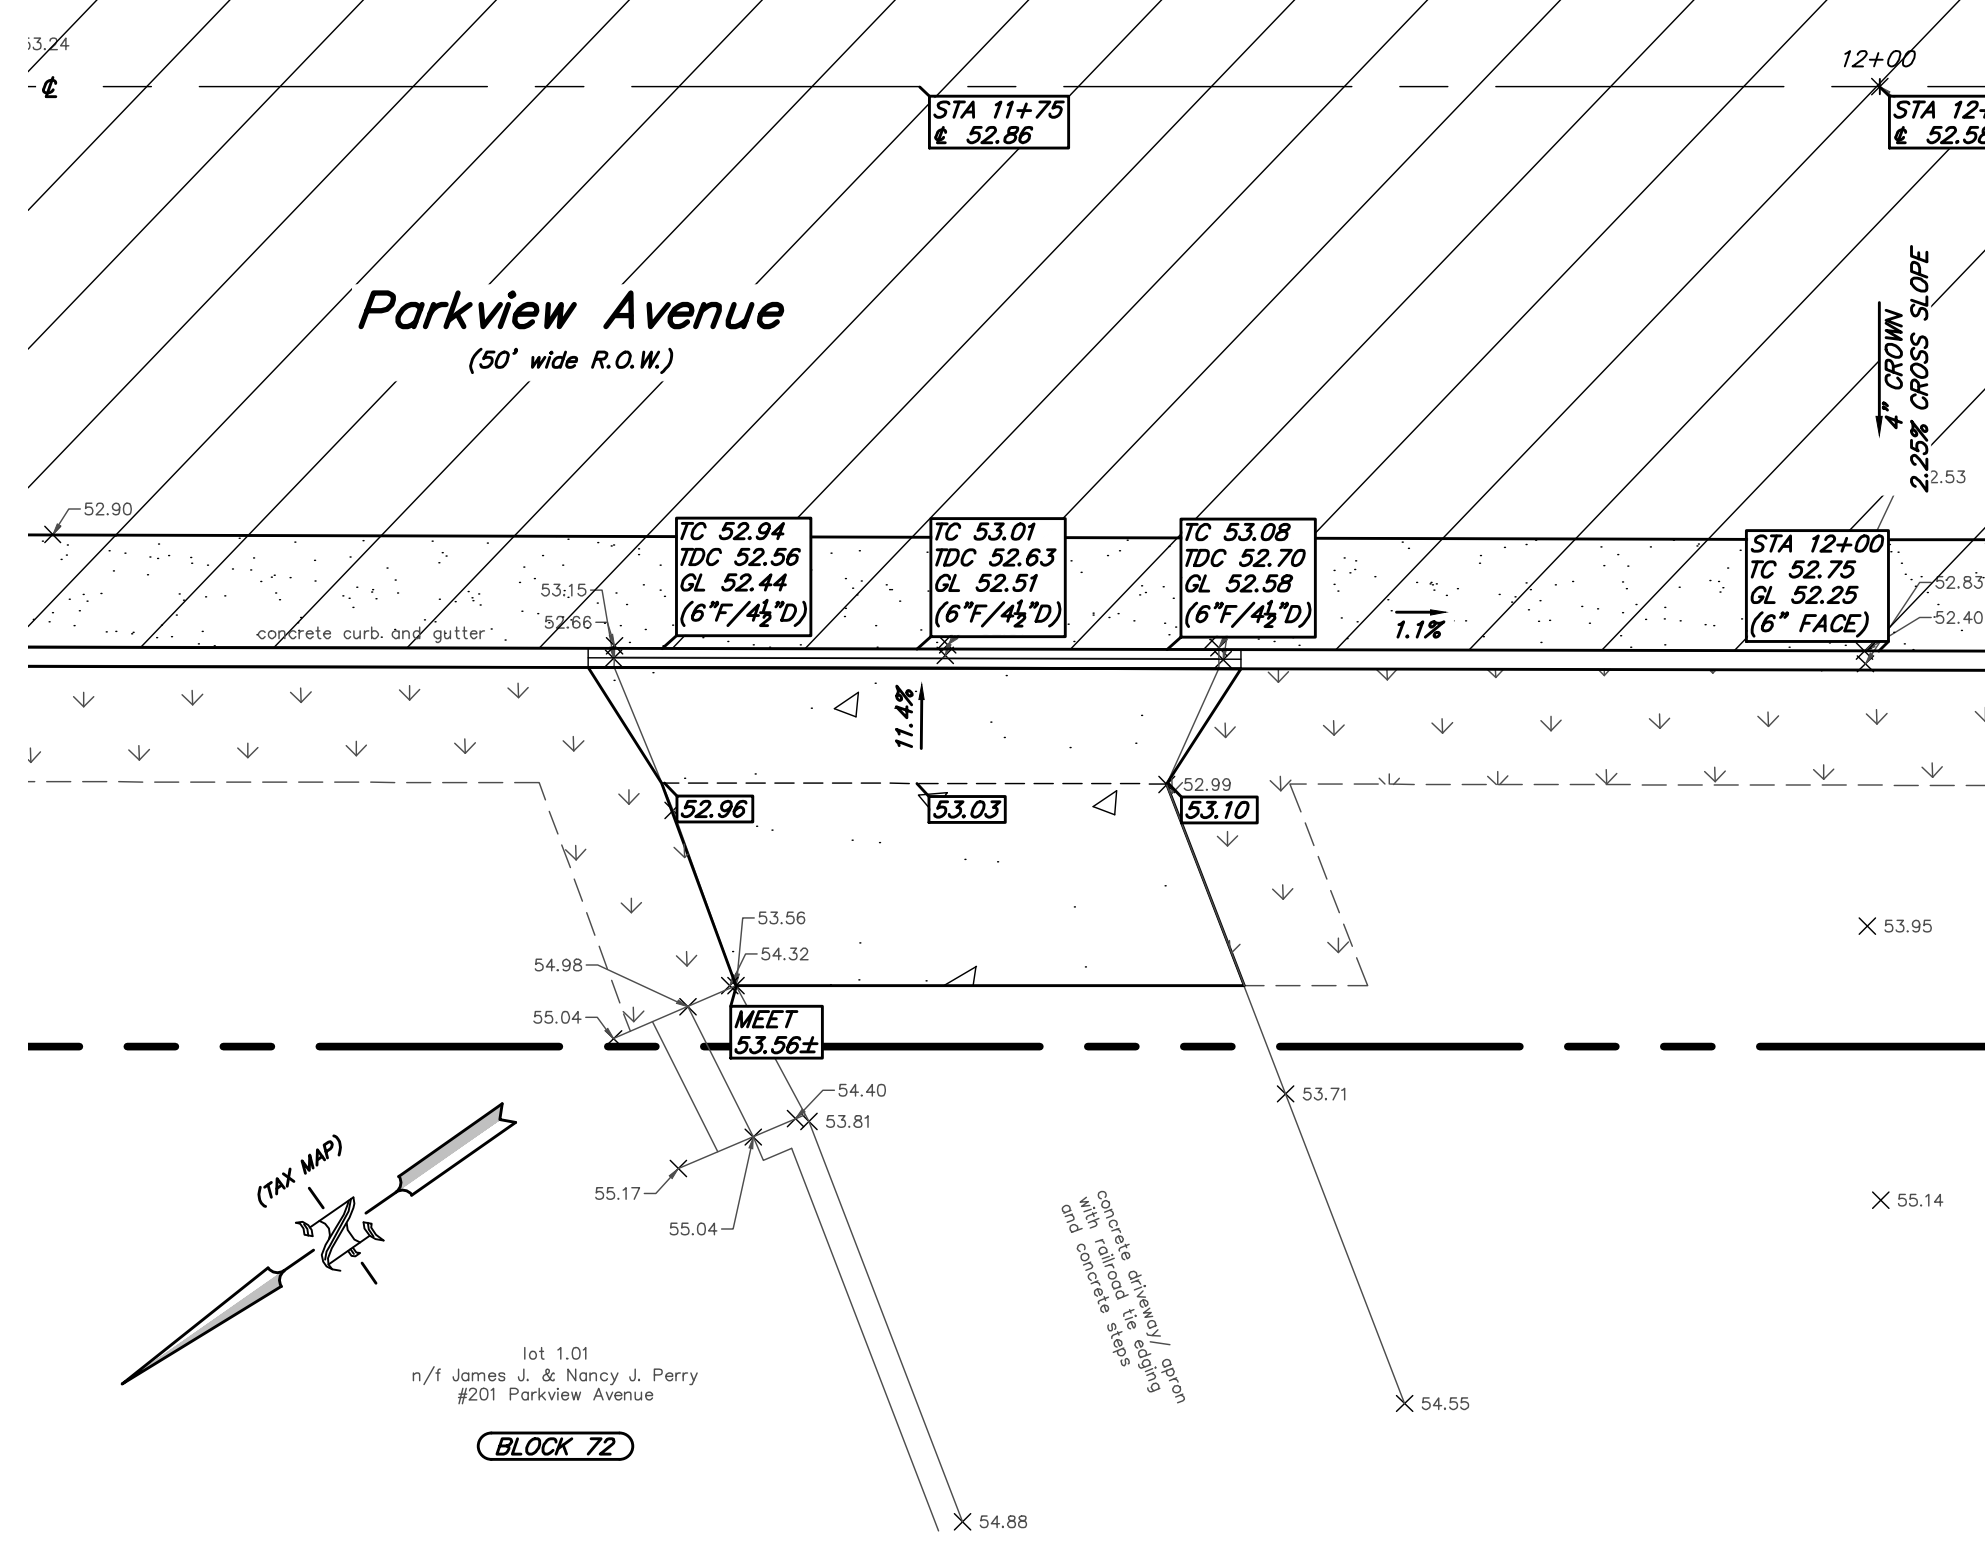 53.24
12+00
℄
STA 11+75
℄ 52.86
STA 12+
℄ 52.58
Parkview Avenue
(50' wide R.O.W.)
4" CROWN
2.25% CROSS SLOPE
2.53
52.90
TC 52.94
TDC 52.56
GL 52.44
(6"F/4½"D)
TC 53.01
TDC 52.63
GL 52.51
(6"F/4½"D)
TC 53.08
TDC 52.70
GL 52.58
(6"F/4½"D)
STA 12+00
TC 52.75
GL 52.25
(6" FACE)
53.15
52.66
concrete curb and gutter
1.1%
52.83
52.40
11.4%
52.99
52.96
53.03
53.10
53.56
54.32
54.98
53.95
55.04
MEET
53.56±
54.40
53.81
53.71
(TAX MAP)
55.17
55.04
55.14
concrete driveway/ apron
with railroad tie edging
and concrete steps
lot 1.01
n/f James J. & Nancy J. Perry
#201 Parkview Avenue
54.55
BLOCK 72
54.88